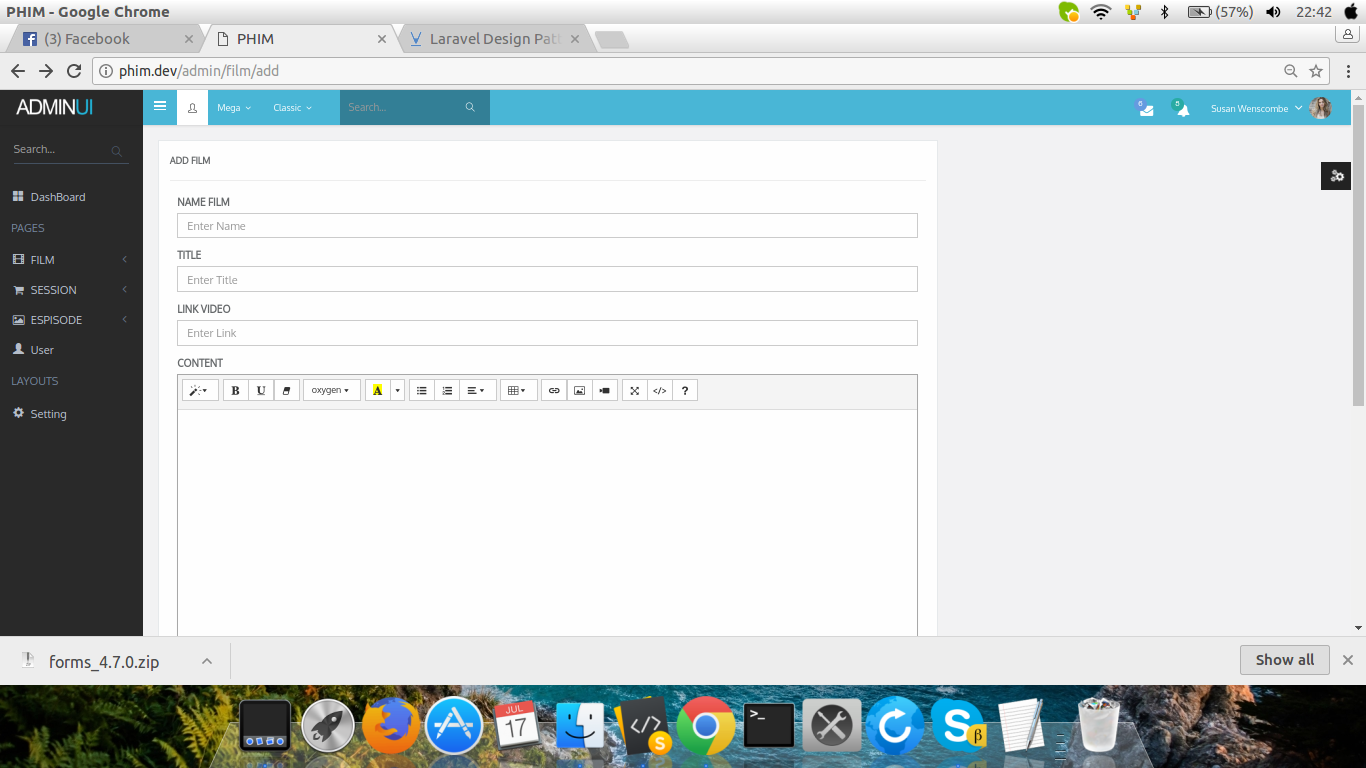 PHIM - Google Chrome
(57%) 22:42
(3) Facebook
PHIM
Laravel Design Pat
phim.dev/admin/film/add
ADMINUI
Mega
Classic
Search...
6
5
Susan Wenscombe
Search...
DashBoard
PAGES
FILM
SESSION
ESPISODE
User
LAYOUTS
Setting
ADD FILM
NAME FILM
Enter Name
TITLE
Enter Title
LINK VIDEO
Enter Link
CONTENT
B U oxygen A </> ?
forms_4.7.0.zip
Show all
JUL
17
</>
S
>_
S
β